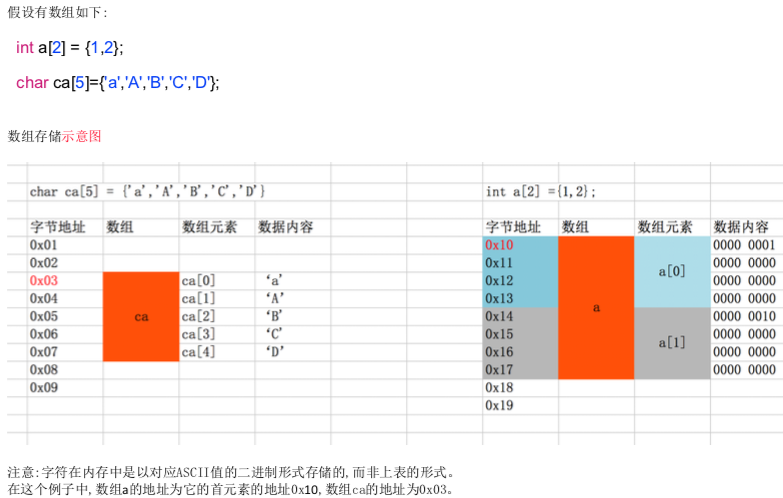 假设有数组如下:
int a[2] = {1,2};
char ca[5]={'a','A','B','C','D'};
数组存储示意图
char ca[5] = {'a','A','B','C','D'} int a[2] ={1,2};
字节地址 数组 数组元素 数据内容 字节地址 数组 数组元素 数据内容
0x01 0x10 0000 0001
0x02 0x11 0000 0000
0x03 ca[0] ‘a’ 0x12 a[0] 0000 0000
0x04 ca[1] ‘A’ 0x13 0000 0000
0x05 ca ca[2] ‘B’ 0x14 a 0000 0010
0x06 ca[3] ‘C’ 0x15 0000 0000
0x07 ca[4] ‘D’ 0x16 a[1] 0000 0000
0x08 0x17 0000 0000
0x09 0x18
0x19
注意:字符在内存中是以对应ASCII值的二进制形式存储的,而非上表的形式。
在这个例子中,数组a的地址为它的首元素的地址0x10,数组ca的地址为0x03。